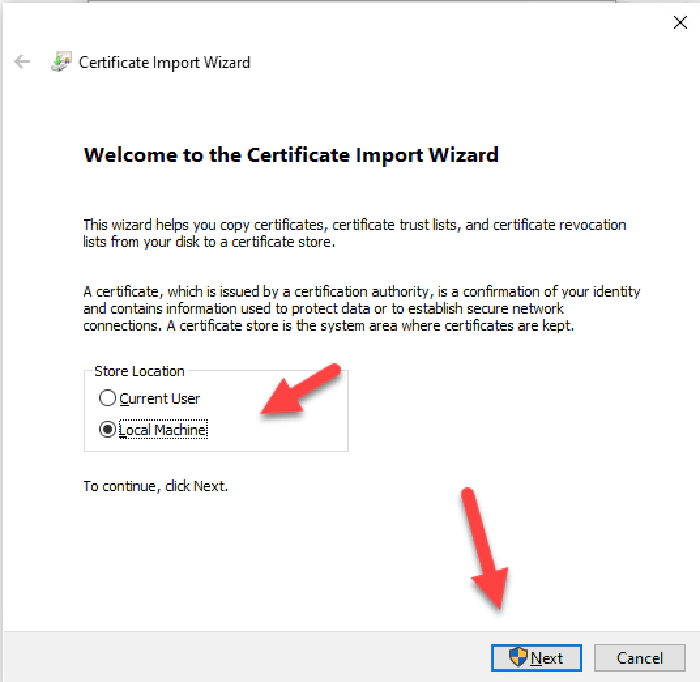 Certificate Import Wizard
Welcome to the Certificate Import Wizard
This wizard helps you copy certificates, certificate trust lists, and certificate revocation
lists from your disk to a certificate store.
A certificate, which is issued by a certification authority, is a confirmation of your identity
and contains information used to protect data or to establish secure network
connections. A certificate store is the system area where certificates are kept.
Store Location
Current User
Local Machine
To continue, click Next.
Next
Cancel